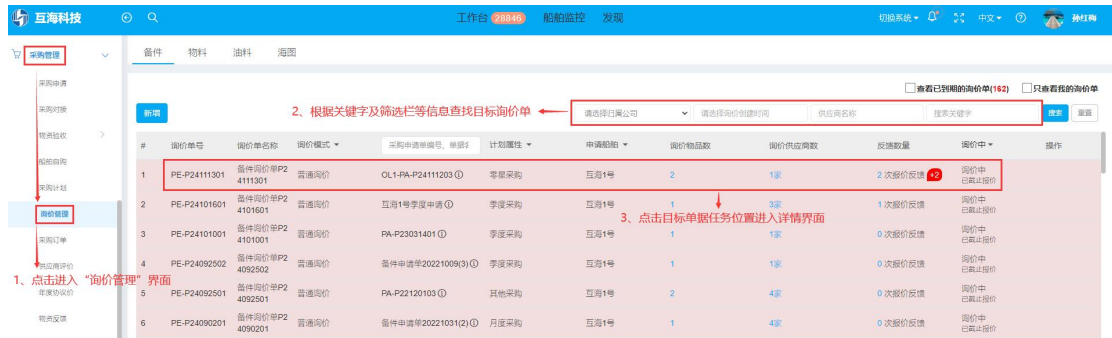 互海科技 工作台 28846 船舶监控 发现 切换系统 中文 孙红梅
采购管理 备件 物料 油料 海图
采购申请
查看已到期的询价单(162) 只查看我的询价单
采购对接
新增 2、根据关键字及筛选栏等信息查找目标询价单 请选择归属公司 请选择询价创建时间 供应商名称 搜索关键字 搜索 重置
物资验收
# 询价单号 询价单名称 询价模式 采购申请单编号、单据名 计划属性 申请船舶 询价物品数 询价供应商数 反馈数量 询价中 操作
船舶自购
采购计划
1 PE-P24111301 备件询价单P24111301 普通询价 OL1-PA-P24111203 零星采购 互海1号 2 1家 2 次报价反馈 +2 询价中 已截止报价
询价管理
2 PE-P24101601 备件询价单P24101601 普通询价 互海1号季度申请 季度采购 互海1号 1 3家 1 次报价反馈 询价中 已截止报价
3、点击目标单据任务位置进入详情界面
采购订单
3 PE-P24101001 备件询价单P24101001 普通询价 PA-P23031401 季度采购 互海1号 1 1家 0 次报价反馈 询价中 已截止报价
供应商评价
4 PE-P24092502 备件询价单P24092502 普通询价 备件申请单20221009(3) 季度采购 互海1号 1 1家 0 次报价反馈 询价中 已截止报价
1、点击进入“询价管理”界面
年度协议价
5 PE-P24092501 备件询价单P24092501 普通询价 PA-P22120103 其他采购 互海1号 2 4家 0 次报价反馈 询价中 已截止报价
物资反馈
6 PE-P24090201 备件询价单P24090201 普通询价 备件申请单20221031(2) 月度采购 互海1号 1 4家 0 次报价反馈 询价中 已截止报价